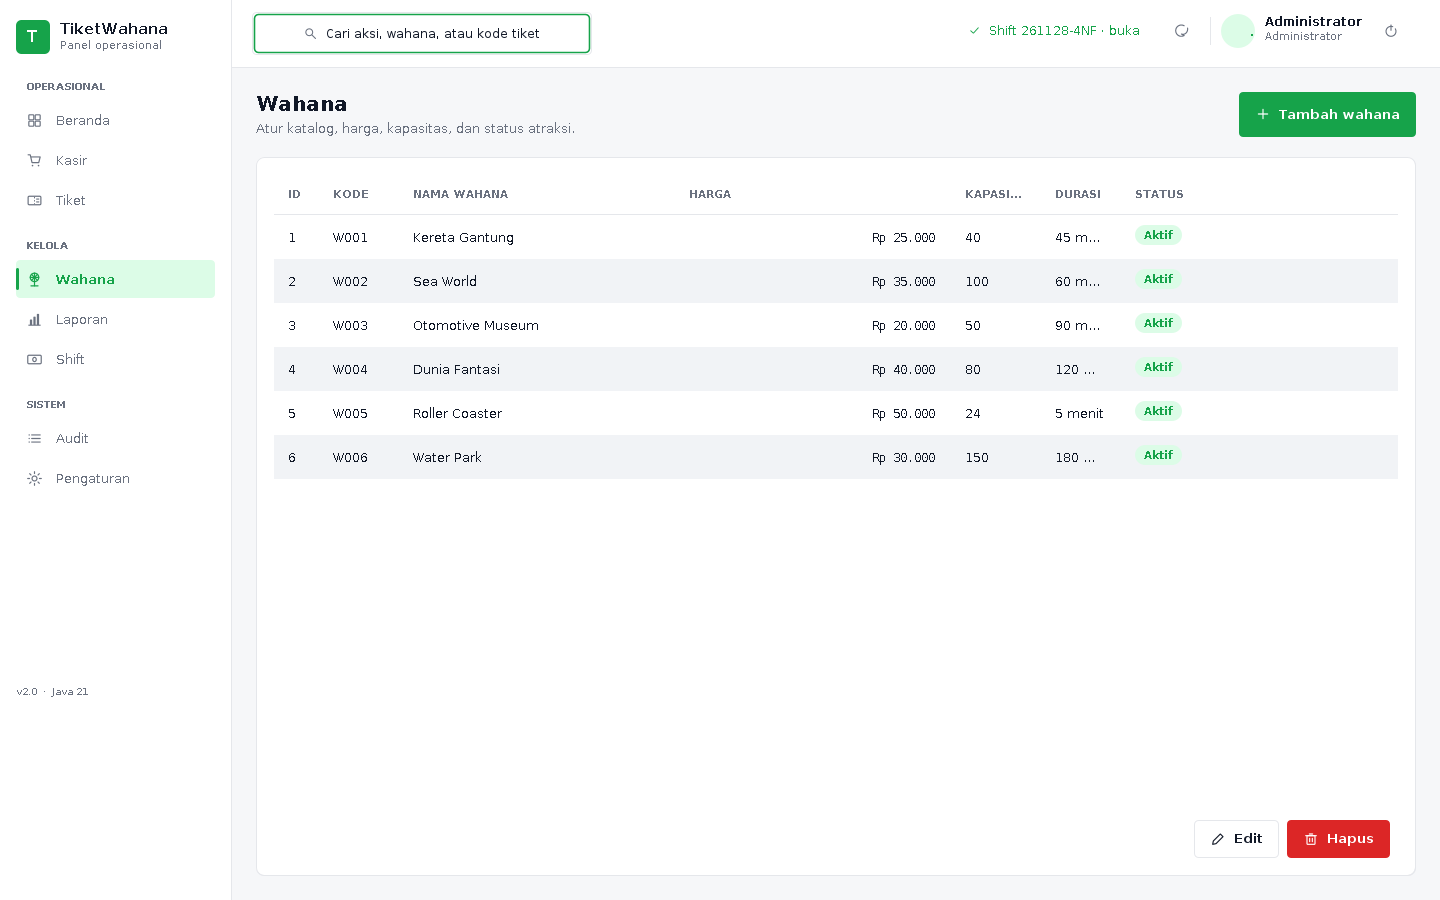 T
TiketWahana
Panel operasional
OPERASIONAL
Beranda
Kasir
Tiket
KELOLA
Wahana
Laporan
Shift
SISTEM
Audit
Pengaturan
v2.0 · Java 21
Cari aksi, wahana, atau kode tiket
Shift 261128-4NF · buka
Administrator
Administrator
Wahana
Atur katalog, harga, kapasitas, dan status atraksi.
Tambah wahana
ID KODE NAMA WAHANA HARGA KAPASI... DURASI STATUS
1 W001 Kereta Gantung Rp 25.000 40 45 m... Aktif
2 W002 Sea World Rp 35.000 100 60 m... Aktif
3 W003 Otomotive Museum Rp 20.000 50 90 m... Aktif
4 W004 Dunia Fantasi Rp 40.000 80 120 ... Aktif
5 W005 Roller Coaster Rp 50.000 24 5 menit Aktif
6 W006 Water Park Rp 30.000 150 180 ... Aktif
Edit
Hapus